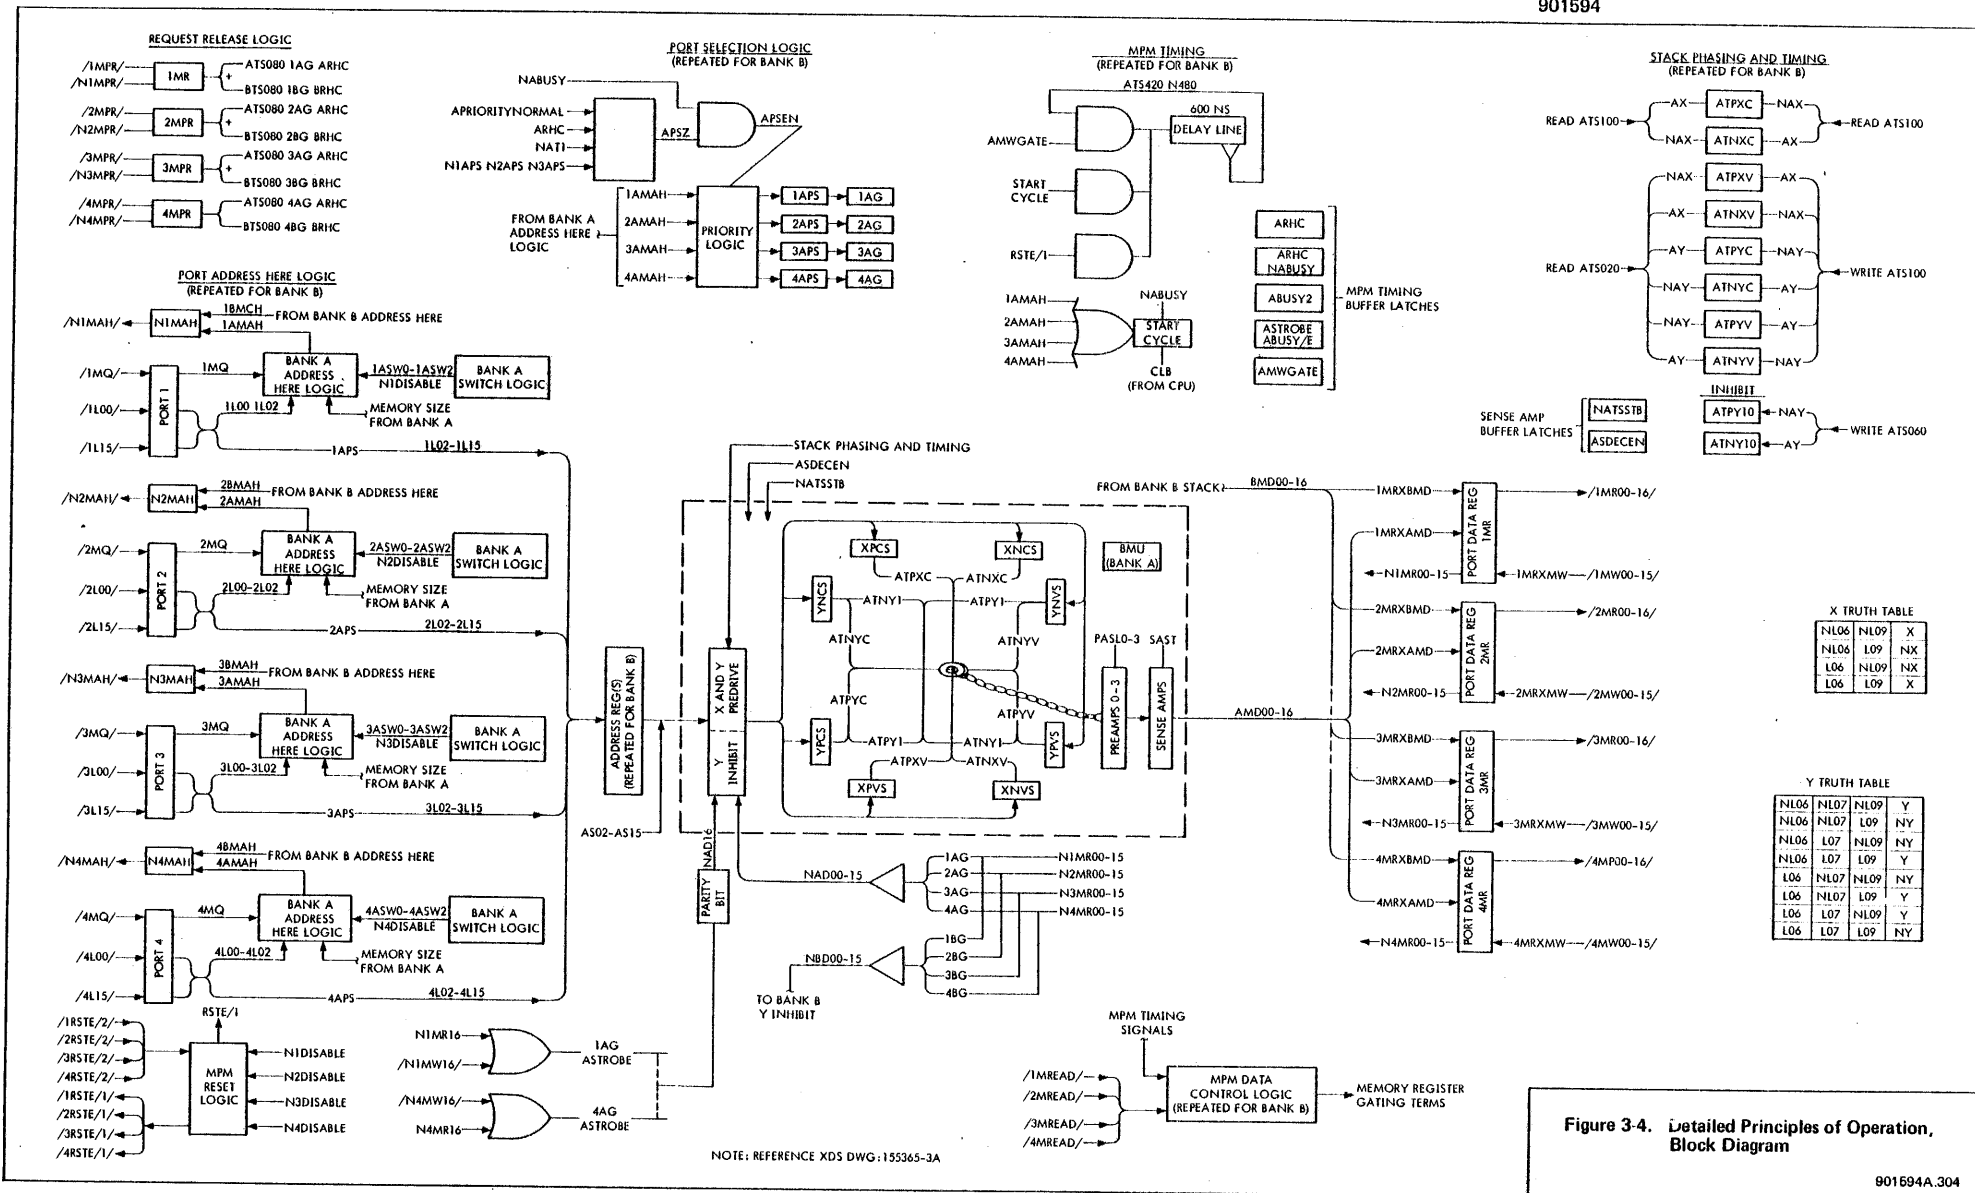 901594
REQUEST RELEASE LOGIC
/1MPR/
/N1MPR/
1MR
+
ATS080 1AG ARHC
BTS080 1BG BRHC
/2MPR/
/N2MPR/
2MPR
+
ATS080 2AG ARHC
BTS080 2BG BRHC
/3MPR/
/N3MPR/
3MPR
+
ATS080 3AG ARHC
BTS080 3BG BRHC
/4MPR/
/N4MPR/
4MPR
ATS080 4AG ARHC
BTS080 4BG BRHC
PORT SELECTION LOGIC
(REPEATED FOR BANK B)
NABUSY
APRIORITYNORMAL
ARHC
NAT1
N1APS N2APS N3APS
APSZ
APSEN
FROM BANK A
ADDRESS HERE
LOGIC
1AMAH
2AMAH
3AMAH
4AMAH
PRIORITY
LOGIC
1APS
1AG
2APS
2AG
3APS
3AG
4APS
4AG
MPM TIMING
(REPEATED FOR BANK B)
ATS420 N480
AMWGATE
600 NS
DELAY LINE
START
CYCLE
RSTE/1
1AMAH
2AMAH
3AMAH
4AMAH
NABUSY
START
CYCLE
CLB
(FROM CPU)
ARHC
ARHC
NABUSY
ABUSY2
ASTROBE
ABUSY/E
AMWGATE
MPM TIMING
BUFFER LATCHES
STACK PHASING AND TIMING
(REPEATED FOR BANK B)
READ ATS100
AX
ATPXC
NAX
NAX
ATNXC
AX
READ ATS100
READ ATS020
NAX
ATPXV
AX
AX
ATNXV
NAX
AY
ATPYC
NAY
NAY
ATNYC
AY
NAY
ATPYV
AY
AY
ATNYV
NAY
WRITE ATS100
INHIBIT
ATPY10
NAY
ATNY10
AY
WRITE ATS060
SENSE AMP
BUFFER LATCHES
NATSSTB
ASDECEN
PORT ADDRESS HERE LOGIC
(REPEATED FOR BANK B)
/N1MAH/
N1MAH
1BMCH
FROM BANK B ADDRESS HERE
1AMAH
/1MQ/
/1L00/
/1L15/
PORT 1
1MQ
BANK A
ADDRESS
HERE LOGIC
1ASW0-1ASW2
N1DISABLE
BANK A
SWITCH LOGIC
1L00 1L02
MEMORY SIZE
FROM BANK A
1APS
1L02-1L15
/N2MAH/
N2MAH
2BMAH
FROM BANK B ADDRESS HERE
2AMAH
/2MQ/
/2L00/
/2L15/
PORT 2
2MQ
BANK A
ADDRESS
HERE LOGIC
2ASW0-2ASW2
N2DISABLE
BANK A
SWITCH LOGIC
2L00-2L02
MEMORY SIZE
FROM BANK A
2APS
2L02-2L15
/N3MAH/
N3MAH
3BMAH
FROM BANK B ADDRESS HERE
3AMAH
/3MQ/
/3L00/
/3L15/
PORT 3
3MQ
BANK A
ADDRESS
HERE LOGIC
3ASW0-3ASW2
N3DISABLE
BANK A
SWITCH LOGIC
3L00-3L02
MEMORY SIZE
FROM BANK A
3APS
3L02-3L15
/N4MAH/
N4MAH
4BMAH
FROM BANK B ADDRESS HERE
4AMAH
/4MQ/
/4L00/
/4L15/
PORT 4
4MQ
BANK A
ADDRESS
HERE LOGIC
4ASW0-4ASW2
N4DISABLE
BANK A
SWITCH LOGIC
4L00-4L02
MEMORY SIZE
FROM BANK A
4APS
4L02-4L15
ADDRESS REG(S)
(REPEATED FOR BANK B)
AS02-AS15
STACK PHASING AND TIMING
ASDECEN
NATSSTB
X AND Y
PREDRIVE
Y
INHIBIT
XPCS
XNCS
BMU
(BANK A)
YNCS
YNVS
ATPXC
ATNXC
ATNYI
ATPYI
ATNYC
ATNYV
ATPYC
ATPYV
ATPYI
ATNYI
YPCS
YPVS
ATPXV
ATNXV
XPVS
XNVS
PASL0-3
SAST
PREAMPS 0-3
SENSE AMPS
FROM BANK B STACK
BMD00-16
AMD00-16
1MRXBMD
1MRXAMD
N1MR00-15
PORT DATA REG
1MR
/1MR00-16/
1MRXMW
/1MW00-15/
2MRXBMD
2MRXAMD
N2MR00-15
PORT DATA REG
2MR
/2MR00-16/
2MRXMW
/2MW00-15/
3MRXBMD
3MRXAMD
N3MR00-15
PORT DATA REG
3MR
/3MR00-16/
3MRXMW
/3MW00-15/
4MRXBMD
4MRXAMD
N4MR00-15
PORT DATA REG
4MR
/4MP00-16/
4MRXMW
/4MW00-15/
X TRUTH TABLE
NL06 NL09 X
NL06 L09 NX
L06 NL09 NX
L06 L09 X
Y TRUTH TABLE
NL06 NL07 NL09 Y
NL06 NL07 L09 NY
NL06 L07 NL09 NY
NL06 L07 L09 Y
L06 NL07 NL09 NY
L06 NL07 L09 Y
L06 L07 NL09 Y
L06 L07 L09 NY
NAD16
PARITY
BIT
NAD00-15
1AG
2AG
3AG
4AG
N1MR00-15
N2MR00-15
N3MR00-15
N4MR00-15
NBD00-15
1BG
2BG
3BG
4BG
TO BANK B
Y INHIBIT
RSTE/1
/1RSTE/2/
/2RSTE/2/
/3RSTE/2/
/4RSTE/2/
/1RSTE/1/
/2RSTE/1/
/3RSTE/1/
/4RSTE/1/
MPM
RESET
LOGIC
N1DISABLE
N2DISABLE
N3DISABLE
N4DISABLE
N1MR16
/N1MW16/
1AG
ASTROBE
/N4MW16/
N4MR16
4AG
ASTROBE
MPM TIMING
SIGNALS
/1MREAD/
/2MREAD/
/3MREAD/
/4MREAD/
MPM DATA
CONTROL LOGIC
(REPEATED FOR BANK B)
MEMORY REGISTER
GATING TERMS
NOTE: REFERENCE XDS DWG: 155365-3A
Figure 3-4. Detailed Principles of Operation,
Block Diagram
901594A.304